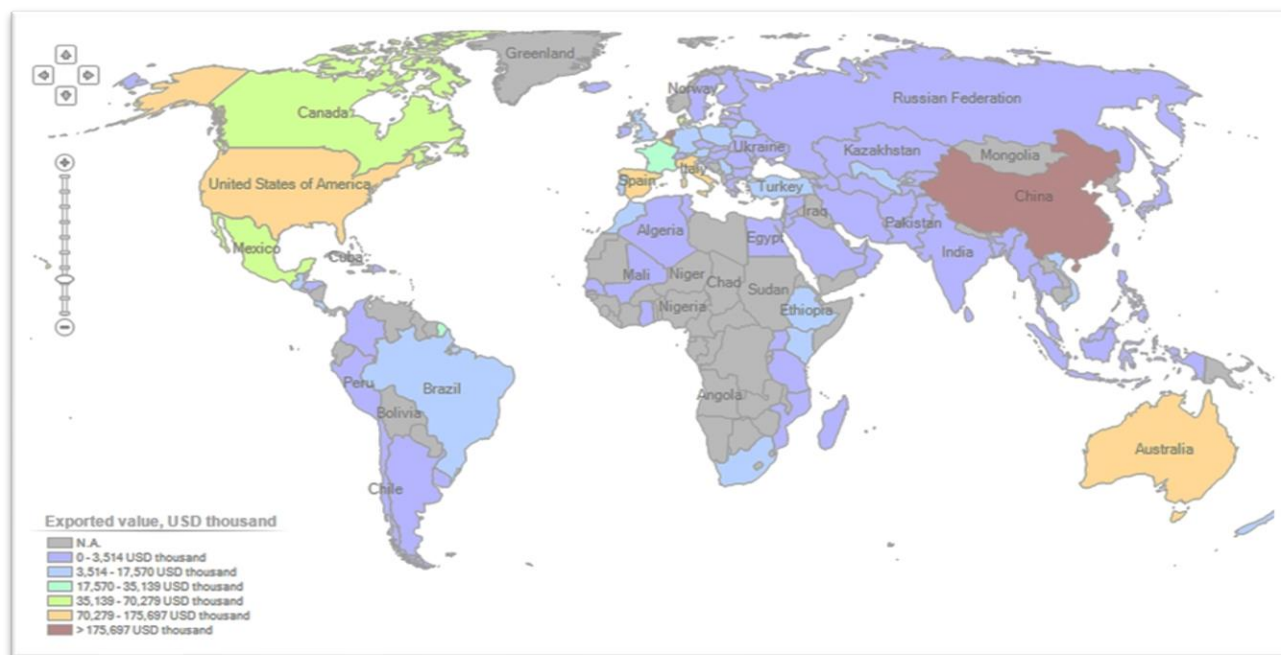 Greenland
Norway
Russian Federation
Canada
Ukraine
Kazakhstan
Mongolia
United States of America
Spain
Italy
Turkey
China
Mexico
Cuba
Algeria
Egypt
Iraq
Pakistan
India
Mali
Niger
Chad
Sudan
Nigeria
Ethiopia
Peru
Brazil
Bolivia
Angola
Australia
Chile
Exported value, USD thousand
N.A.
0 - 3,514 USD thousand
3,514 - 17,570 USD thousand
17,570 - 35,139 USD thousand
35,139 - 70,279 USD thousand
70,279 - 175,697 USD thousand
> 175,697 USD thousand